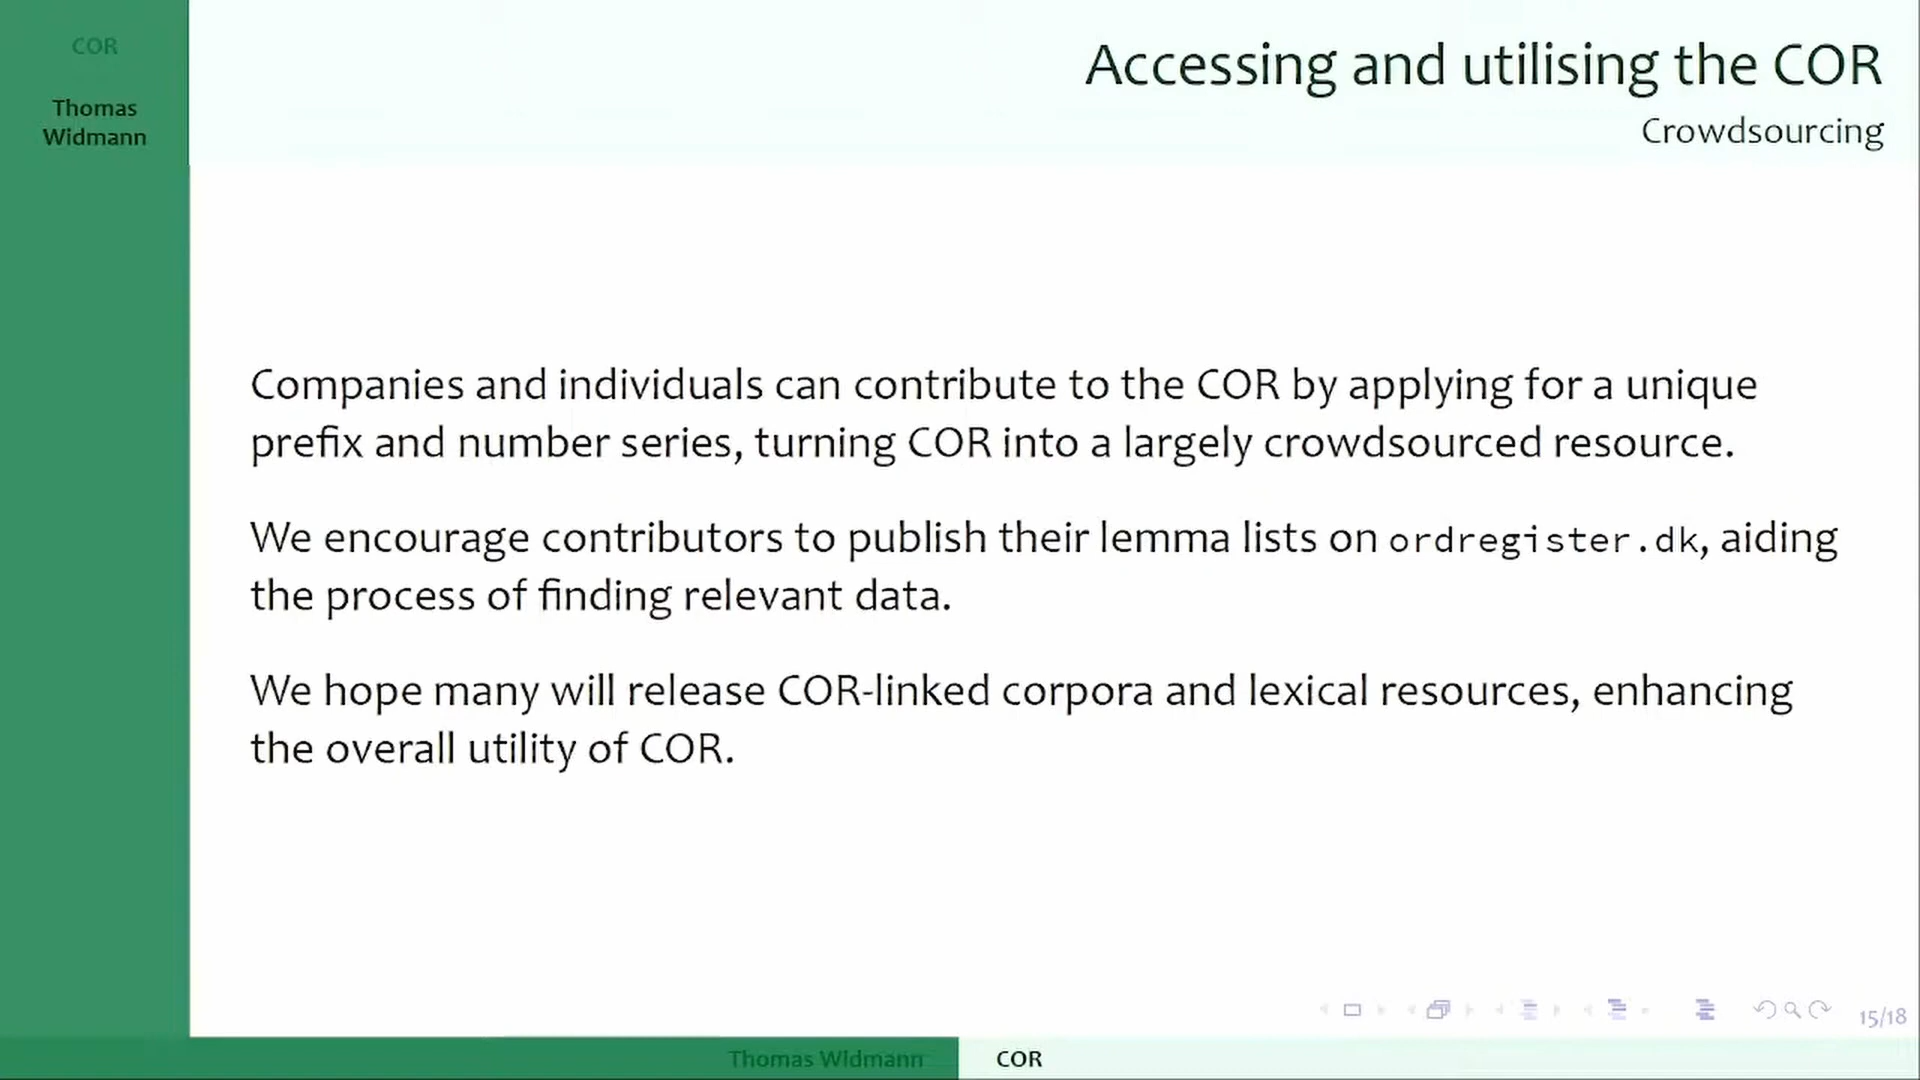 COR
Thomas
Widmann
Accessing and utilising the COR
Crowdsourcing
Companies and individuals can contribute to the COR by applying for a unique
prefix and number series, turning COR into a largely crowdsourced resource.
We encourage contributors to publish their lemma lists on ordregister.dk, aiding
the process of finding relevant data.
We hope many will release COR-linked corpora and lexical resources, enhancing
the overall utility of COR.
15/18
Thomas Widmann
COR